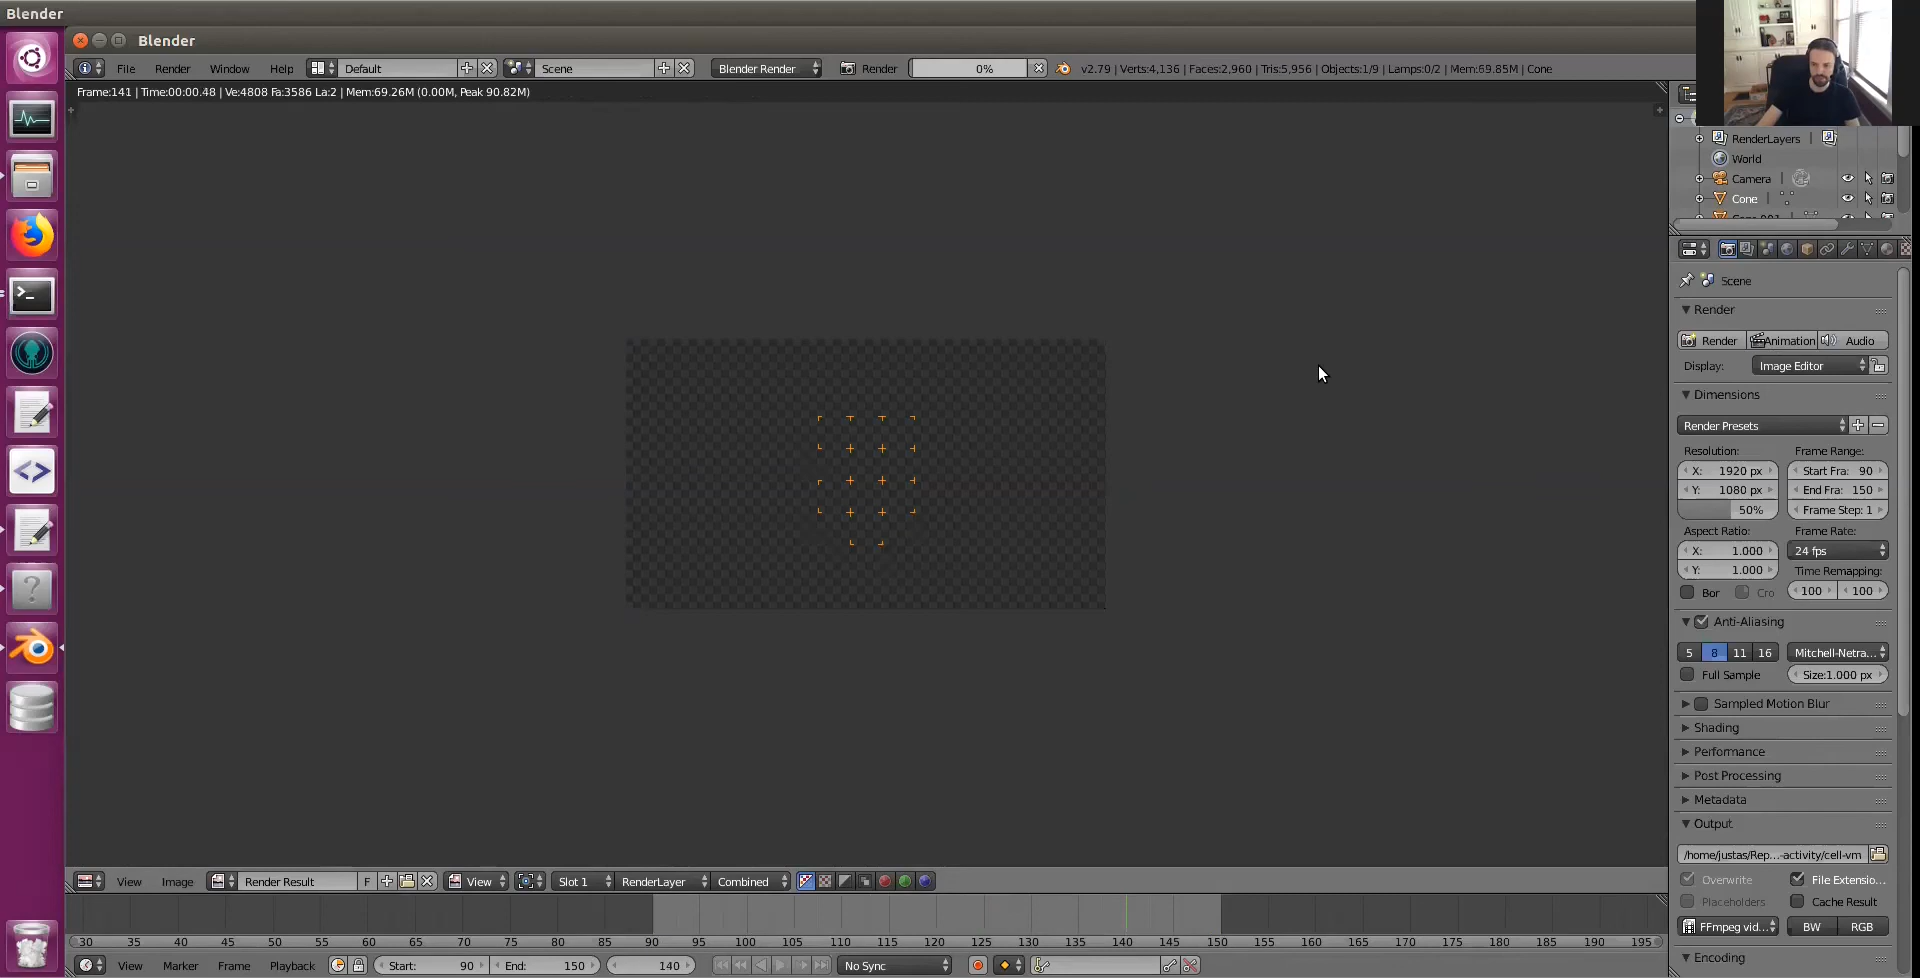 Blender
Blender
File Render Window Help Default Scene Blender Render Render 0% v2.79 | Verts:4,136 | Faces:2,960 | Tris:5,956 | Objects:1/9 | Lamps:0/2 | Mem:69.85M | Cone
Frame:141 | Time:00:00.48 | Ve:4808 Fa:3586 La:2 | Mem:69.26M (0.00M, Peak 90.82M)
RenderLayers
World
Camera
Cone
Scene
Render
Render Animation Audio
Display: Image Editor
Dimensions
Render Presets
Resolution: Frame Range:
X: 1920 px Start Fra: 90
Y: 1080 px End Fra: 150
50% Frame Step: 1
Aspect Ratio: Frame Rate:
X: 1.000 24 fps
Y: 1.000 Time Remapping:
Bor Cro 100 100
Anti-Aliasing
5 8 11 16 Mitchell-Netra...
Full Sample Size:1.000 px
Sampled Motion Blur
Shading
Performance
Post Processing
Metadata
Output
/home/justas/Rep...-activity/cell-vm
Overwrite File Extensio...
Placeholders Cache Result
FFmpeg vid... BW RGB
Encoding
View Image Render Result F View Slot 1 RenderLayer Combined
30 35 40 45 50 55 60 65 70 75 80 85 90 95 100 105 110 115 120 125 130 135 140 145 150 155 160 165 170 175 180 185 190 195
View Marker Frame Playback Start: 90 End: 150 140 No Sync